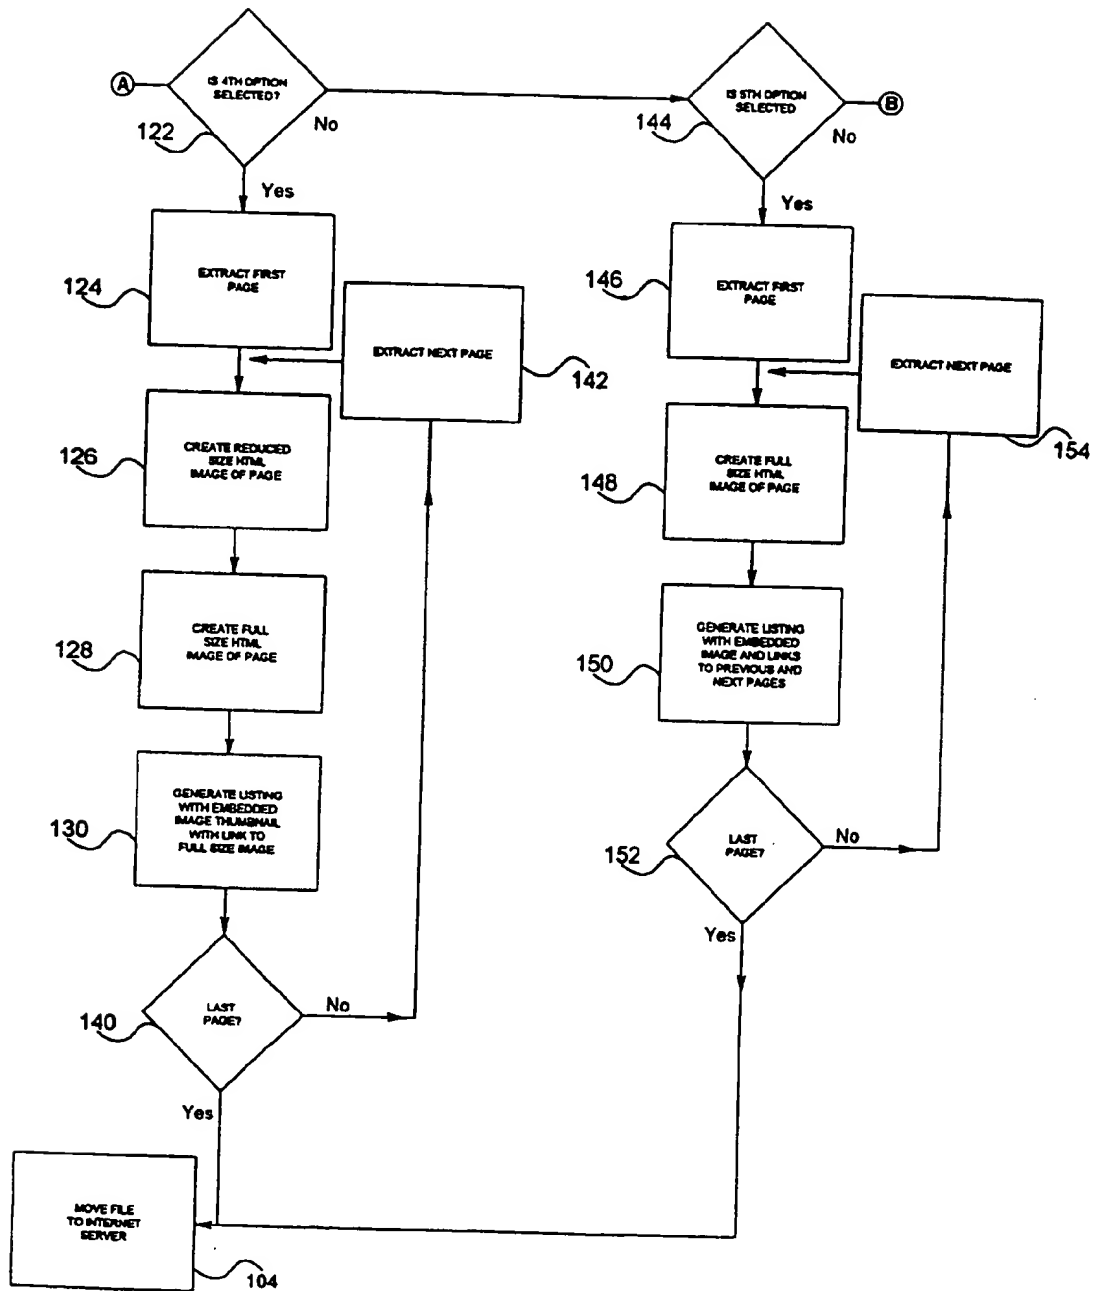 A
IS 4TH OPTION
SELECTED?
122
No
Yes
IS 5TH OPTION
SELECTED
B
144
No
Yes
EXTRACT FIRST
PAGE
124
EXTRACT NEXT PAGE
142
CREATE REDUCED
SIZE HTML
IMAGE OF PAGE
126
CREATE FULL
SIZE HTML
IMAGE OF PAGE
128
GENERATE LISTING
WITH EMBEDDED
IMAGE THUMBNAIL
WITH LINK TO
FULL SIZE IMAGE
130
LAST
PAGE?
140
No
Yes
EXTRACT FIRST
PAGE
146
EXTRACT NEXT PAGE
154
CREATE FULL
SIZE HTML
IMAGE OF PAGE
148
GENERATE LISTING
WITH EMBEDDED
IMAGE AND LINKS
TO PREVIOUS AND
NEXT PAGES
150
LAST
PAGE?
152
No
Yes
MOVE FILE
TO INTERNET
SERVER
104